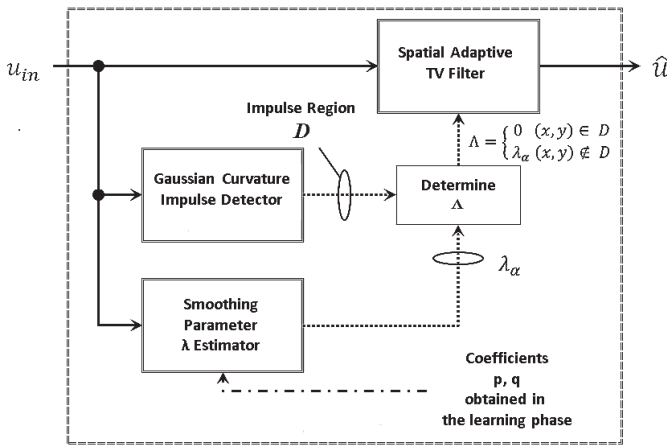 Spatial Adaptive
TV Filter
u_in
û
Impulse Region
D
Λ = { 0 (x, y) ∈ D
λ_α (x, y) ∉ D
Gaussian Curvature
Impulse Detector
Determine
Λ
λ_α
Smoothing
Parameter
λ Estimator
Coefficients
p, q
obtained in
the learning phase